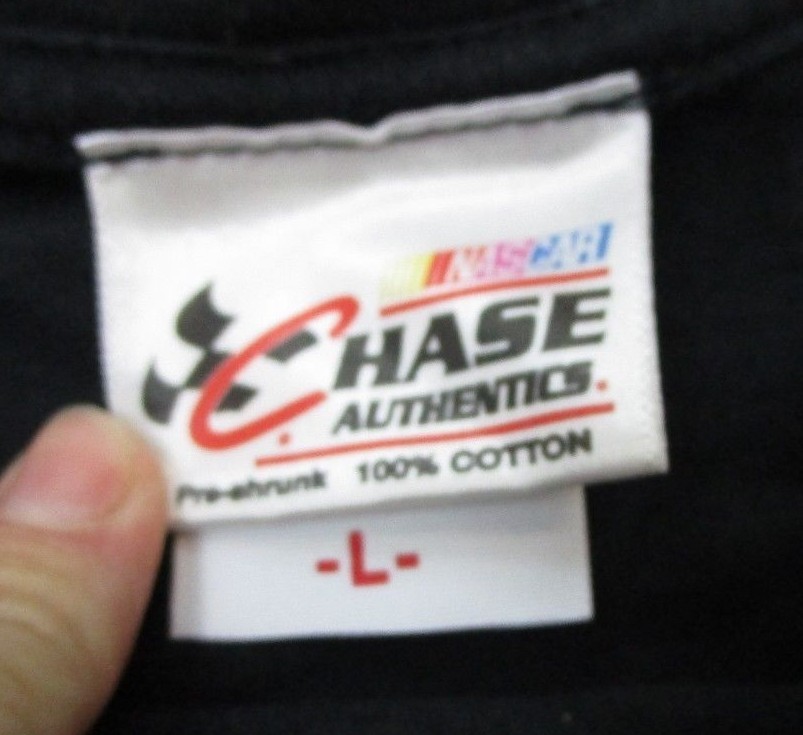 NASCAR
CHASE
AUTHENTICS.
Pre-shrunk 100% COTTON
-L-